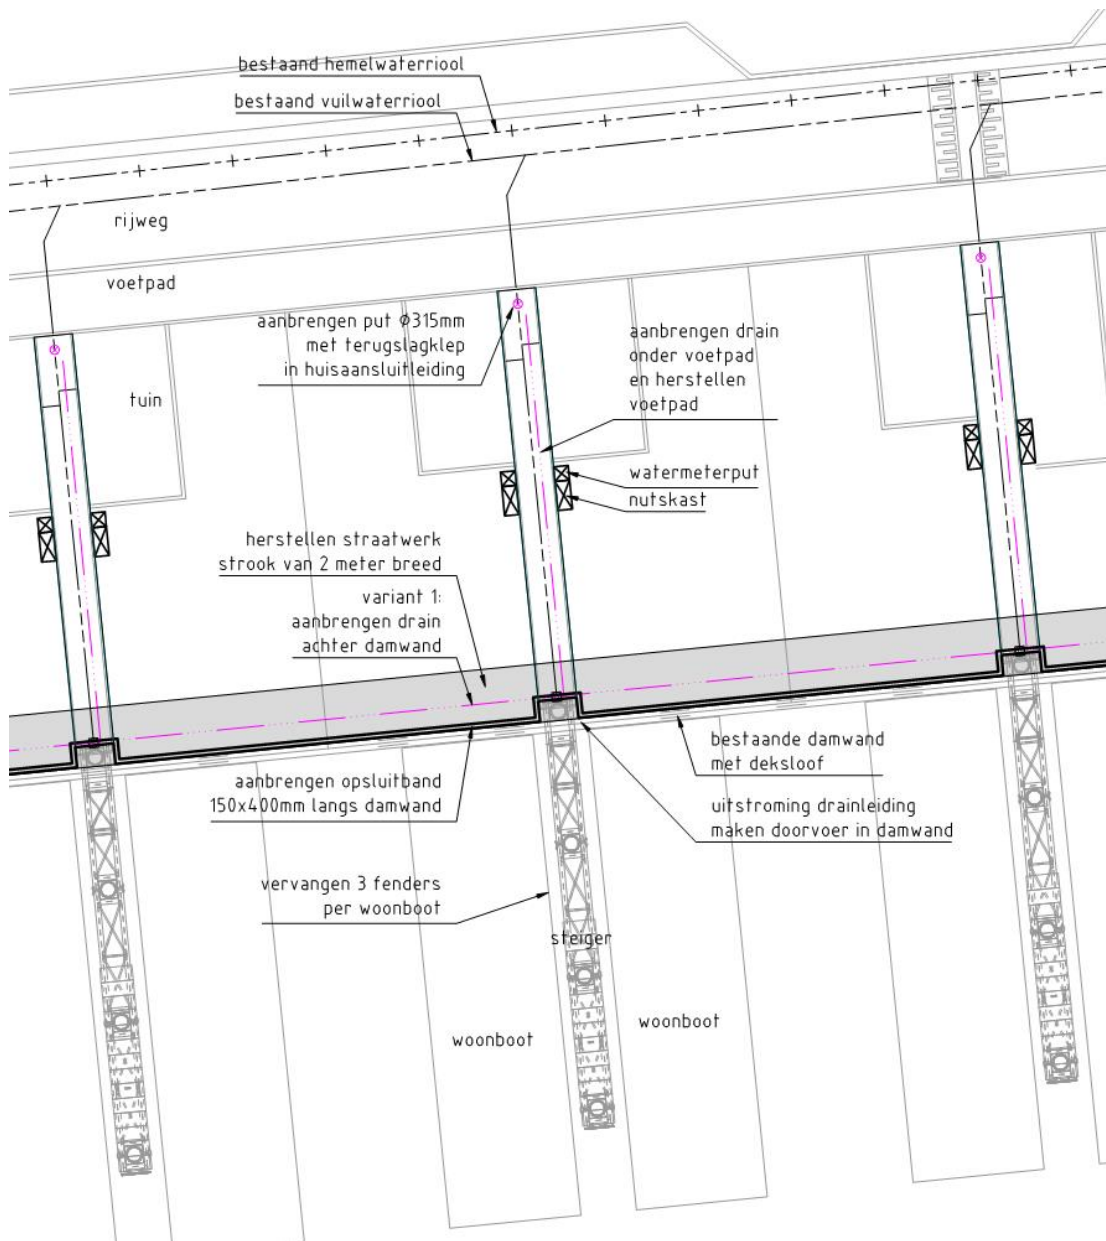 bestaand hemelwaterriool
bestaand vuilwaterriool
rijweg
voetpad
aanbrengen put Ø315mm
met terugslagklep
in huisaansluitleiding
aanbrengen drain
onder voetpad
en herstellen
voetpad
tuin
watermeterput
nutskast
herstellen straatwerk
strook van 2 meter breed
variant 1:
aanbrengen drain
achter damwand
bestaande damwand
met deksloof
aanbrengen opsluitband
150x400mm langs damwand
uitstroming drainleiding
maken doorvoer in damwand
vervangen 3 fenders
per woonboot
steiger
woonboot
woonboot